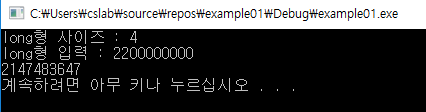 C:₩Users₩cslab₩source₩repos₩example01₩Debug₩example01.exe
long형 사이즈 : 4
long형 입력 : 2200000000
2147483647
계속하려면 아무 키나 누르십시오 . . .